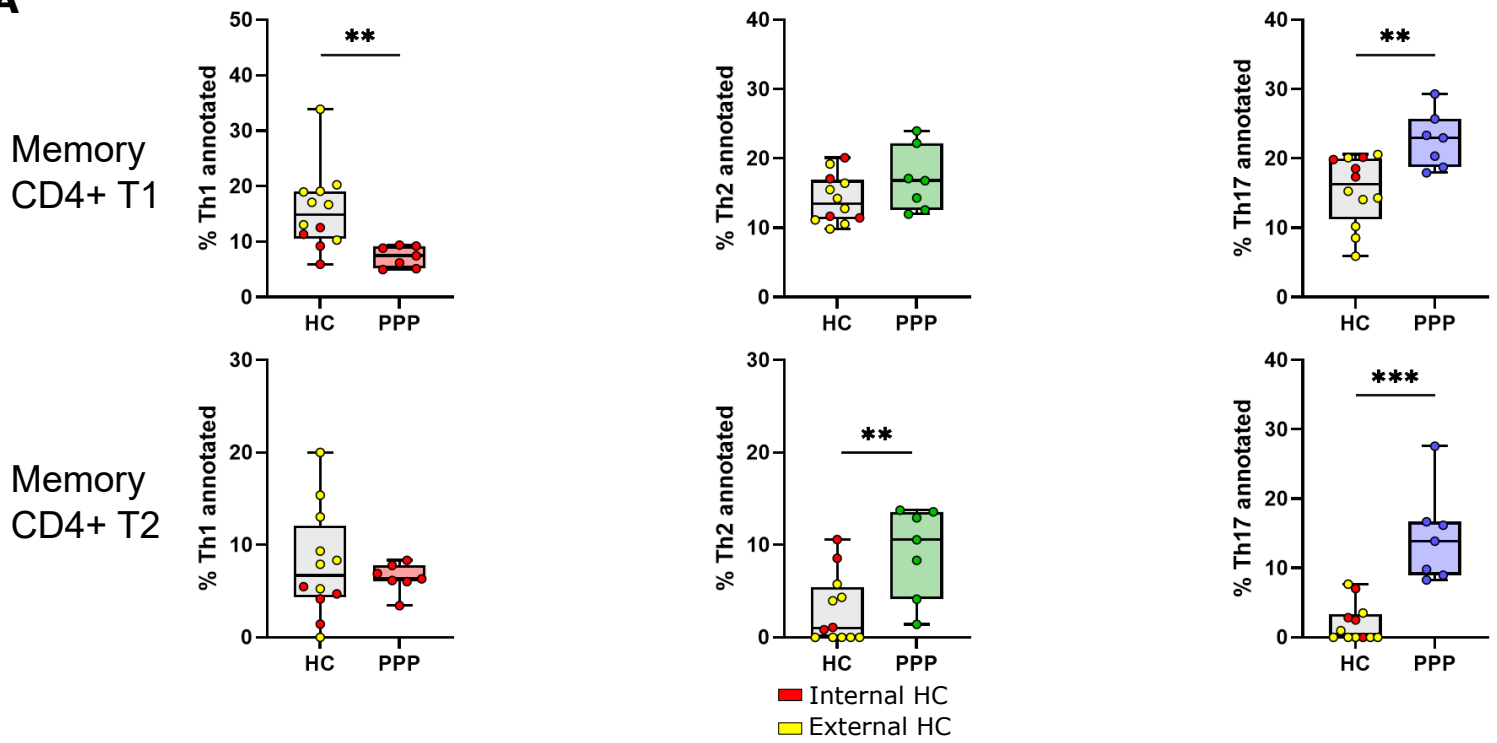 A
Memory
CD4+ T1
% Th1 annotated
50
40
30
20
10
0
**
HC PPP
% Th2 annotated
40
30
20
10
0
HC PPP
% Th17 annotated
40
30
20
10
0
**
HC PPP
Memory
CD4+ T2
% Th1 annotated
30
20
10
0
HC PPP
% Th2 annotated
30
20
10
0
**
HC PPP
% Th17 annotated
40
30
20
10
0
***
HC PPP
Internal HC
External HC